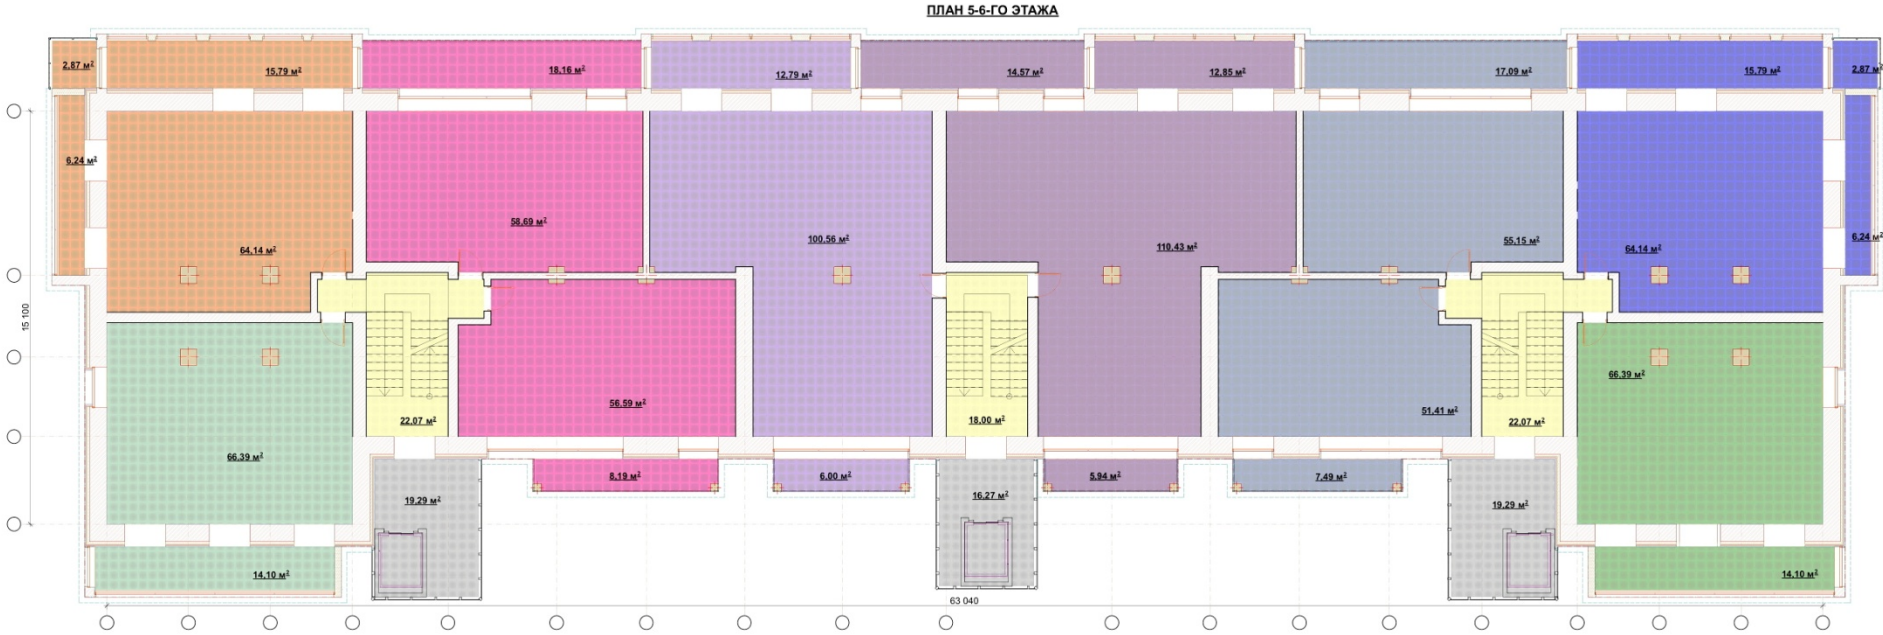 ПЛАН 5-6-ГО ЭТАЖА
2,87 м²
15,79 м²
18,16 м²
12,79 м²
14,57 м²
12,85 м²
17,09 м²
15,79 м²
2,87 м²
6,24 м²
64,14 м²
58,69 м²
100,56 м²
110,43 м²
55,15 м²
64,14 м²
6,24 м²
15 100
66,39 м²
22,07 м²
56,59 м²
18,00 м²
51,41 м²
22,07 м²
66,39 м²
19,29 м²
8,19 м²
6,00 м²
16,27 м²
5,94 м²
7,49 м²
19,29 м²
14,10 м²
14,10 м²
63 040